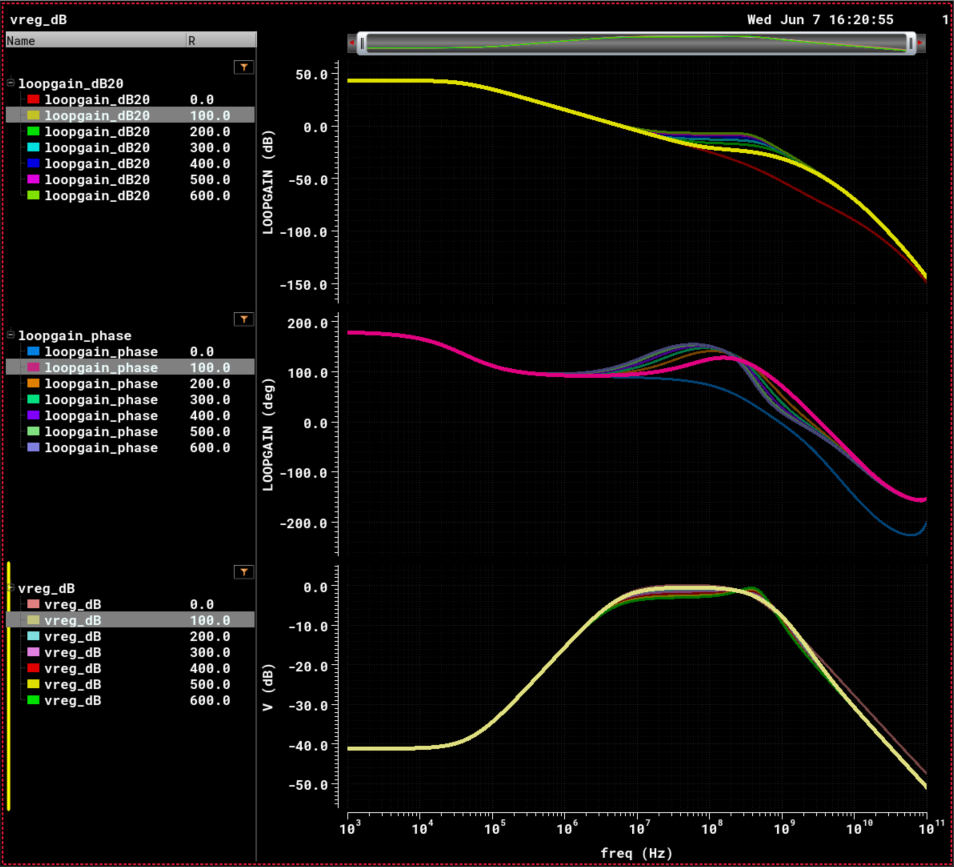 vreg_dB
Wed Jun 7 16:20:55 1
Name R
loopgain_dB20
loopgain_dB20 0.0
loopgain_dB20 100.0
loopgain_dB20 200.0
loopgain_dB20 300.0
loopgain_dB20 400.0
loopgain_dB20 500.0
loopgain_dB20 600.0
LOOPGAIN (dB)
50.0
0.0
-50.0
-100.0
-150.0
loopgain_phase
loopgain_phase 0.0
loopgain_phase 100.0
loopgain_phase 200.0
loopgain_phase 300.0
loopgain_phase 400.0
loopgain_phase 500.0
loopgain_phase 600.0
LOOPGAIN (deg)
200.0
100.0
0.0
-100.0
-200.0
vreg_dB
vreg_dB 0.0
vreg_dB 100.0
vreg_dB 200.0
vreg_dB 300.0
vreg_dB 400.0
vreg_dB 500.0
vreg_dB 600.0
V (dB)
0.0
-10.0
-20.0
-30.0
-40.0
-50.0
10³ 10⁴ 10⁵ 10⁶ 10⁷ 10⁸ 10⁹ 10¹⁰ 10¹¹
freq (Hz)